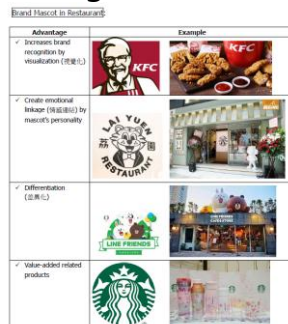 Brand Mascot in Restaurant:
Advantage
Example
✓ Increases brand
recognition by
visualization (視覺化)
KFC
KFC
✓ Create emotional
linkage (情感連結) by
mascot's personality
LAI YUEN
RESTAURANT
✓ Differentiation
(差異化)
LINE FRIENDS
✓ Value-added related
products